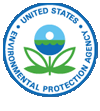 UNITED STATES
ENVIRONMENTAL PROTECTION AGENCY